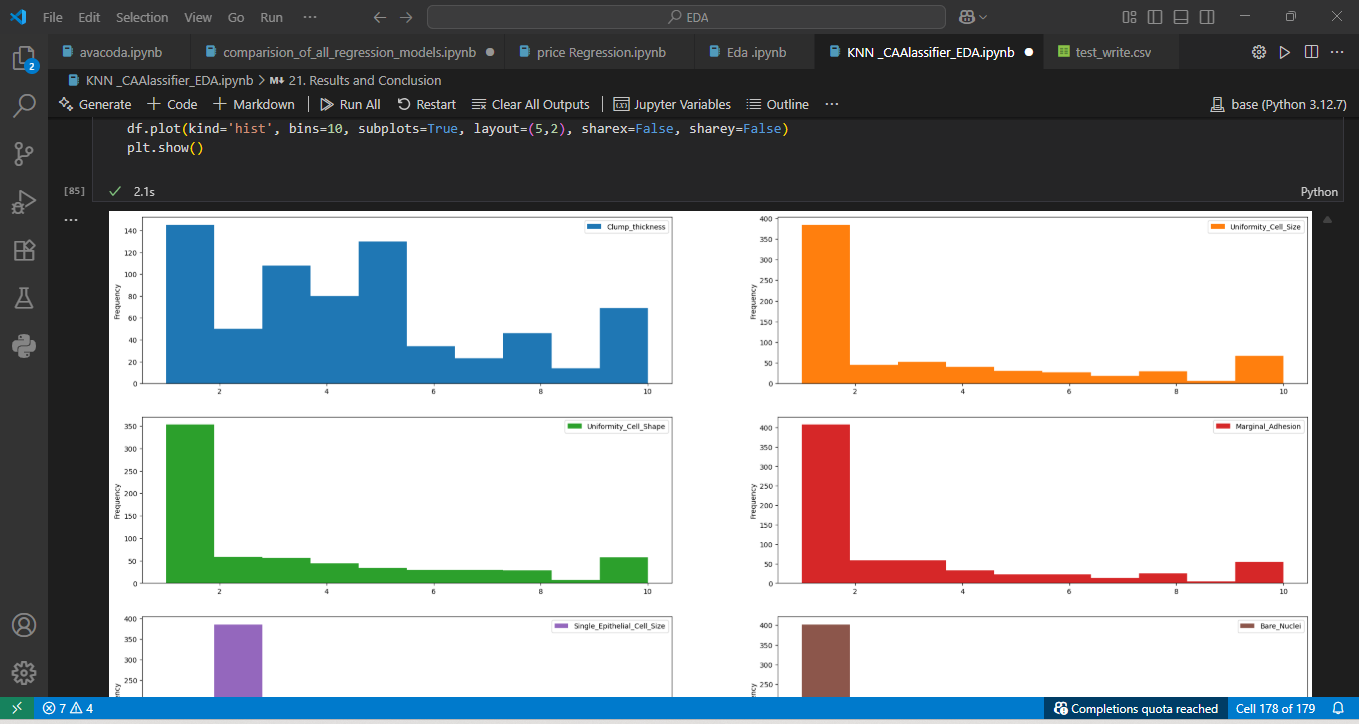 File Edit Selection View Go Run ··· EDA
avacoda.ipynb comparision_of_all_regression_models.ipynb price Regression.ipynb Eda .ipynb KNN _CAAlassifier_EDA.ipynb test_write.csv
2
KNN _CAAlassifier_EDA.ipynb > M↓ 21. Results and Conclusion
Generate + Code + Markdown | Run All Restart Clear All Outputs | Jupyter Variables Outline ··· base (Python 3.12.7)
df.plot(kind='hist', bins=10, subplots=True, layout=(5,2), sharex=False, sharey=False)
plt.show()
[85] ✓ 2.1s Python
...
Clump_thickness
140
120
100
80
60
40
20
0
Frequency
2 4 6 8 10
Uniformity_Cell_Size
400
350
300
250
200
150
100
50
0
Frequency
2 4 6 8 10
Uniformity_Cell_Shape
350
300
250
200
150
100
50
0
Frequency
2 4 6 8 10
Marginal_Adhesion
400
350
300
250
200
150
100
50
0
Frequency
2 4 6 8 10
Single_Epithelial_Cell_Size
400
350
300
250
Bare_Nuclei
400
350
300
250
7 4 Completions quota reached Cell 178 of 179